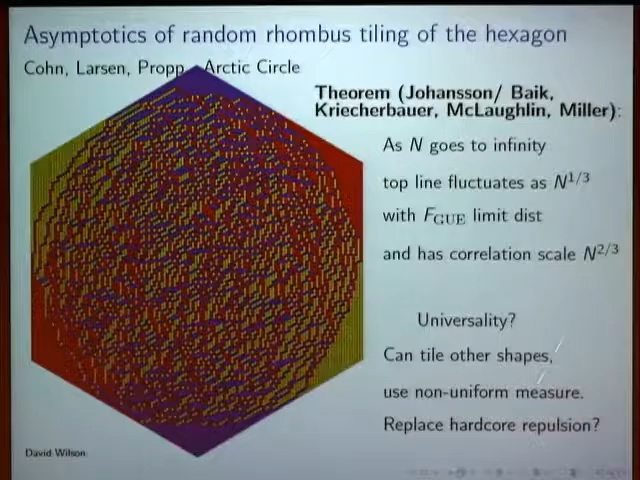 Asymptotics of random rhombus tiling of the hexagon
Cohn, Larsen, Propp Arctic Circle
Theorem (Johansson/ Baik,
Kriecherbauer, McLaughlin, Miller):
As N goes to infinity
top line fluctuates as N^{1/3}
with F_{GUE} limit dist
and has correlation scale N^{2/3}
Universality?
Can tile other shapes,
use non-uniform measure.
Replace hardcore repulsion?
David Wilson